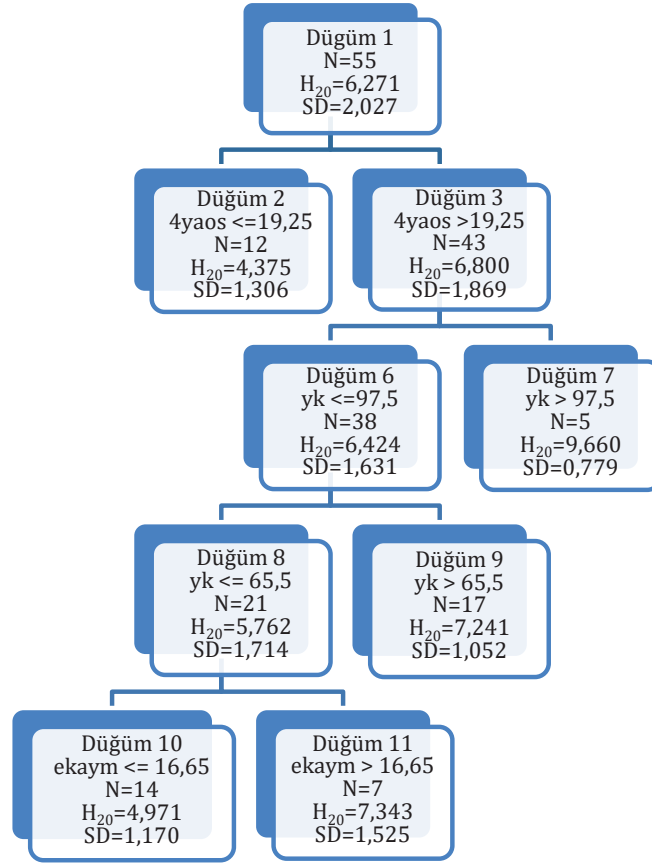 Dügüm 1
N=55
H₂₀=6,271
SD=2,027
Düğüm 2
4yaos <=19,25
N=12
H₂₀=4,375
SD=1,306
Düğüm 3
4yaos >19,25
N=43
H₂₀=6,800
SD=1,869
Düğüm 6
yk <=97,5
N=38
H₂₀=6,424
SD=1,631
Düğüm 7
yk > 97,5
N=5
H₂₀=9,660
SD=0,779
Düğüm 8
yk <= 65,5
N=21
H₂₀=5,762
SD=1,714
Düğüm 9
yk > 65,5
N=17
H₂₀=7,241
SD=1,052
Düğüm 10
ekaym <= 16,65
N=14
H₂₀=4,971
SD=1,170
Düğüm 11
ekaym > 16,65
N=7
H₂₀=7,343
SD=1,525